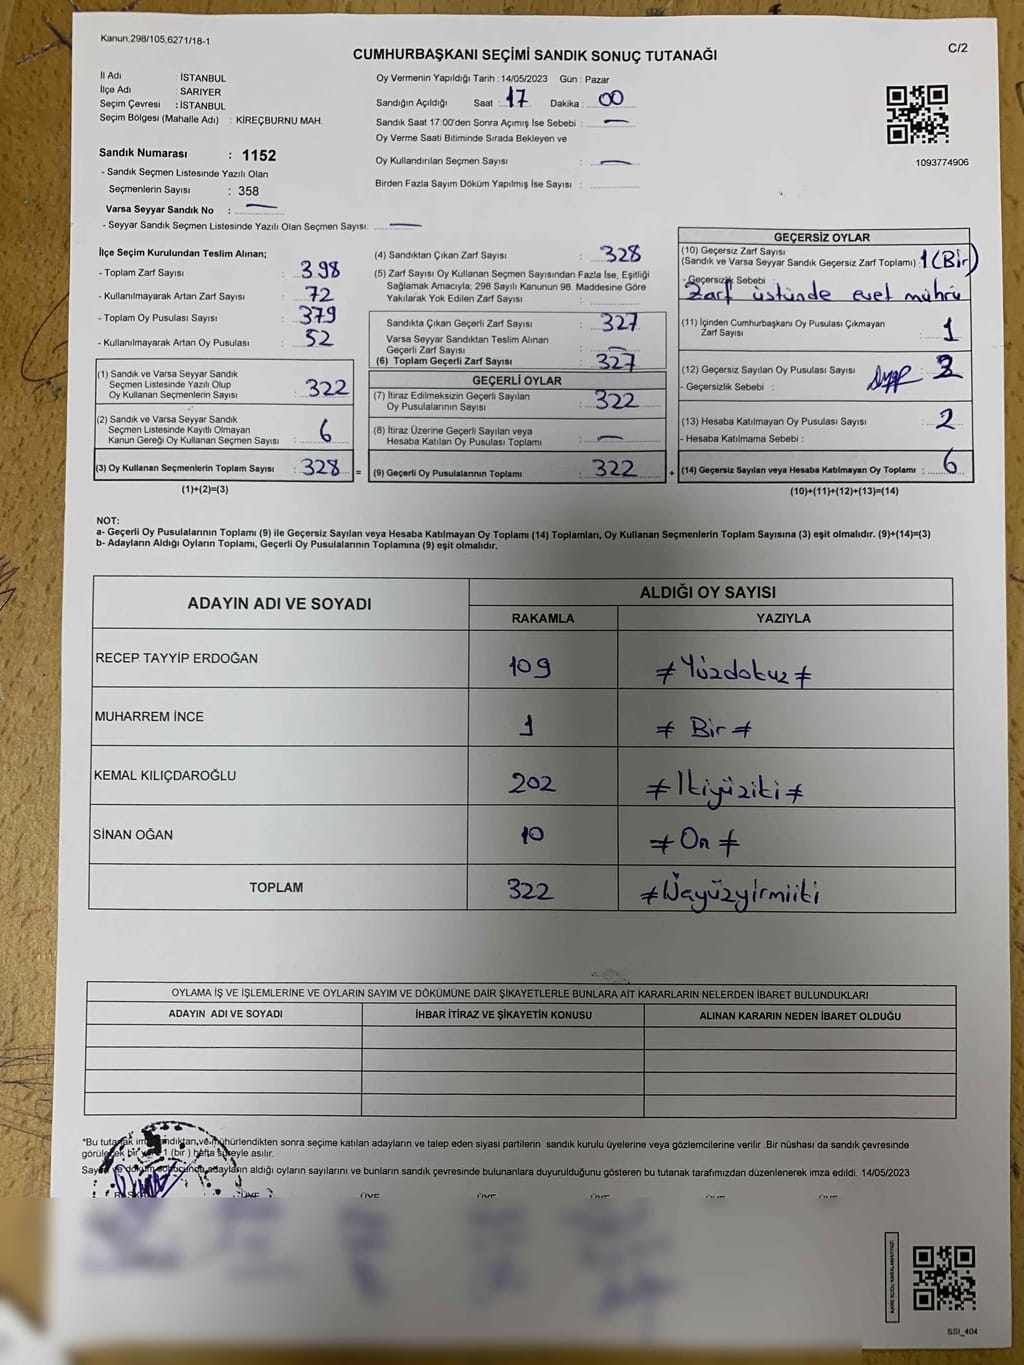 Kanun,298/105,6271/18-1
C/2
CUMHURBAŞKANI SEÇİMİ SANDIK SONUÇ TUTANAĞI
İl Adı : İSTANBUL
İlçe Adı : SARIYER
Seçim Çevresi : İSTANBUL
Seçim Bölgesi (Mahalle Adı) : KİREÇBURNU MAH.
Sandık Numarası : 1152
- Sandık Seçmen Listesinde Yazılı Olan
Seçmenlerin Sayısı : 358
Varsa Seyyar Sandık No : —
- Seyyar Sandık Seçmen Listesinde Yazılı Olan Seçmen Sayısı: —
Oy Vermenin Yapıldığı Tarih : 14/05/2023 Gün : Pazar
Sandığın Açıldığı Saat : 17 Dakika : 00
Sandık Saat 17:00'den Sonra Açımış İse Sebebi : —
Oy Verme Saati Bitiminde Sırada Bekleyen ve
Oy Kullandırılan Seçmen Sayısı : —
Birden Fazla Sayım Döküm Yapılmış İse Sayısı :
1093774906
İlçe Seçim Kurulundan Teslim Alınan;
- Toplam Zarf Sayısı : 398
- Kullanılmayarak Artan Zarf Sayısı : 72
- Toplam Oy Pusulası Sayısı : 379
- Kullanılmayarak Artan Oy Pusulası : 52
(1) Sandık ve Varsa Seyyar Sandık
Seçmen Listesinde Yazılı Olup
Oy Kullanan Seçmenlerin Sayısı : 322
(2) Sandık ve Varsa Seyyar Sandık
Seçmen Listesinde Kayıtlı Olmayan
Kanun Gereği Oy Kullanan Seçmen Sayısı : 6
(3) Oy Kullanan Seçmenlerin Toplam Sayısı : 328 =
(1)+(2)=(3)
(4) Sandıktan Çıkan Zarf Sayısı : 328
(5) Zarf Sayısı Oy Kullanan Seçmen Sayısından Fazla İse, Eşitliği
Sağlamak Amacıyla; 298 Sayılı Kanunun 98. Maddesine Göre
Yakılarak Yok Edilen Zarf Sayısı :
Sandıkta Çıkan Geçerli Zarf Sayısı : 327
Varsa Seyyar Sandıktan Teslim Alınan
Geçerli Zarf Sayısı : —
(6) Toplam Geçerli Zarf Sayısı : 327
GEÇERLİ OYLAR
(7) İtiraz Edilmeksizin Geçerli Sayılan
Oy Pusulalarının Sayısı : 322
(8) İtiraz Üzerine Geçerli Sayılan veya
Hesaba Katılan Oy Pusulası Toplamı : —
(9) Geçerli Oy Pusulalarının Toplamı : 322 +
GEÇERSİZ OYLAR
(10) Geçersiz Zarf Sayısı
(Sandık ve Varsa Seyyar Sandık Geçersiz Zarf Toplamı) : 1 (Bir)
- Geçersizlik Sebebi :
Zarf üstünde evet mührü
(11) İçinden Cumhurbaşkanı Oy Pusulası Çıkmayan
Zarf Sayısı : 1
(12) Geçersiz Sayılan Oy Pusulası Sayısı : 2
- Geçersizlik Sebebi :
(13) Hesaba Katılmayan Oy Pusulası Sayısı : 2
- Hesaba Katılmama Sebebi :
(14) Geçersiz Sayılan veya Hesaba Katılmayan Oy Toplamı : 6
(10)+(11)+(12)+(13)=(14)
NOT:
a- Geçerli Oy Pusulalarının Toplamı (9) ile Geçersiz Sayılan veya Hesaba Katılmayan Oy Toplamı (14) Toplamları, Oy Kullanan Seçmenlerin Toplam Sayısına (3) eşit olmalıdır. (9)+(14)=(3)
b- Adayların Aldığı Oyların Toplamı, Geçerli Oy Pusulalarının Toplamına (9) eşit olmalıdır.
ADAYIN ADI VE SOYADI
ALDIĞI OY SAYISI
RAKAMLA YAZIYLA
RECEP TAYYİP ERDOĞAN 109 ≠ Yüzdokuz ≠
MUHARREM İNCE 1 ≠ Bir ≠
KEMAL KILIÇDAROĞLU 202 ≠ İkiyüziki ≠
SİNAN OĞAN 10 ≠ On ≠
TOPLAM 322 ≠ Üçyüzyirmiiki
OYLAMA İŞ VE İŞLEMLERİNE VE OYLARIN SAYIM VE DÖKÜMÜNE DAİR ŞİKAYETLERLE BUNLARA AİT KARARLARIN NELERDEN İBARET BULUNDUKLARI
ADAYIN ADI VE SOYADI İHBAR İTİRAZ VE ŞİKAYETİN KONUSU ALINAN KARARIN NEDEN İBARET OLDUĞU
*Bu tutanak sandıktan ve mühürlendikten sonra seçime katılan adayların ve talep eden siyasi partilerin sandık kurulu üyelerine veya gözlemcilerine verilir .Bir nüshası da sandık çevresinde
görülecek bir 1 (bir ) hafta süreyle asılır.
Sayım ve döküm sonucunda,adayların aldığı oyların sayılarını ve bunların sandık çevresinde bulunanlara duyurulduğunu gösteren bu tutanak tarafımızdan düzenlenerek imza edildi. 14/05/2023
ÜYE ÜYE ÜYE ÜYE ÜYE ÜYE
KARE KODU KARALAMAYINIZ!
SSI_404